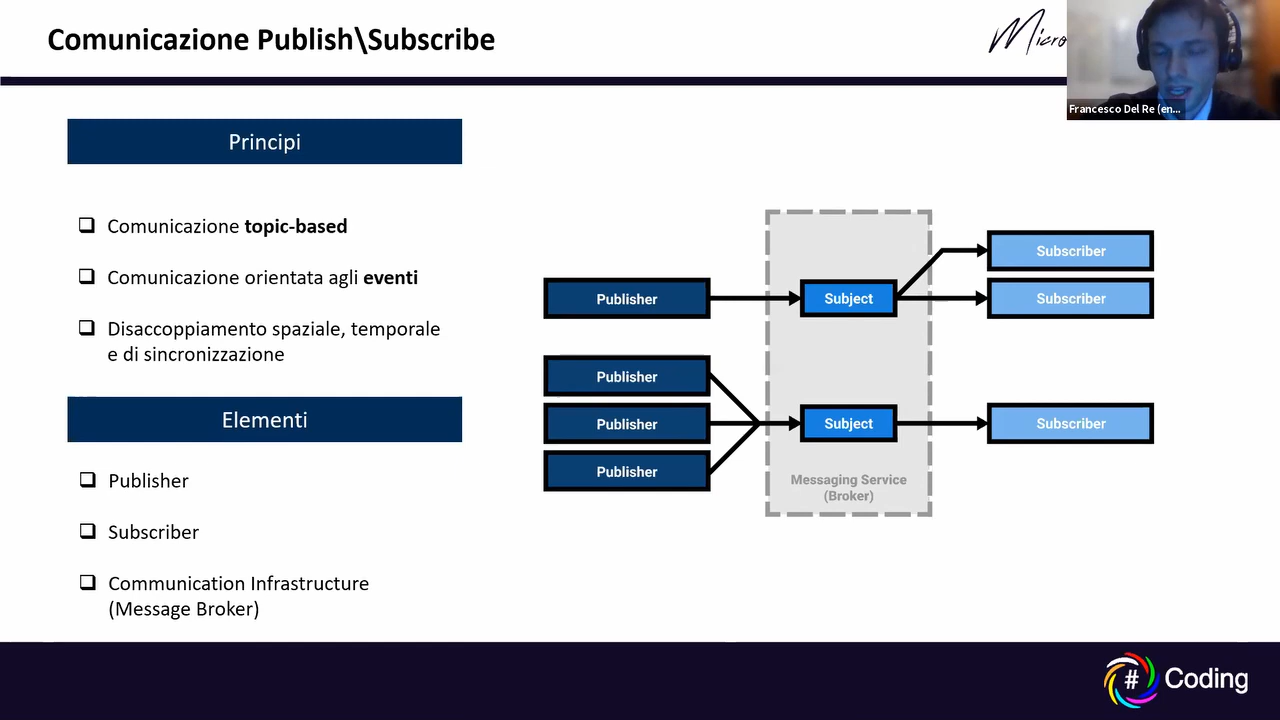 Comunicazione Publish\Subscribe
Micro
Francesco Del Re (en...
Principi
Comunicazione topic-based
Comunicazione orientata agli eventi
Disaccoppiamento spaziale, temporale
e di sincronizzazione
Elementi
Publisher
Subscriber
Communication Infrastructure
(Message Broker)
Publisher
Subject
Subscriber
Subscriber
Publisher
Publisher
Publisher
Subject
Subscriber
Messaging Service
(Broker)
# Coding